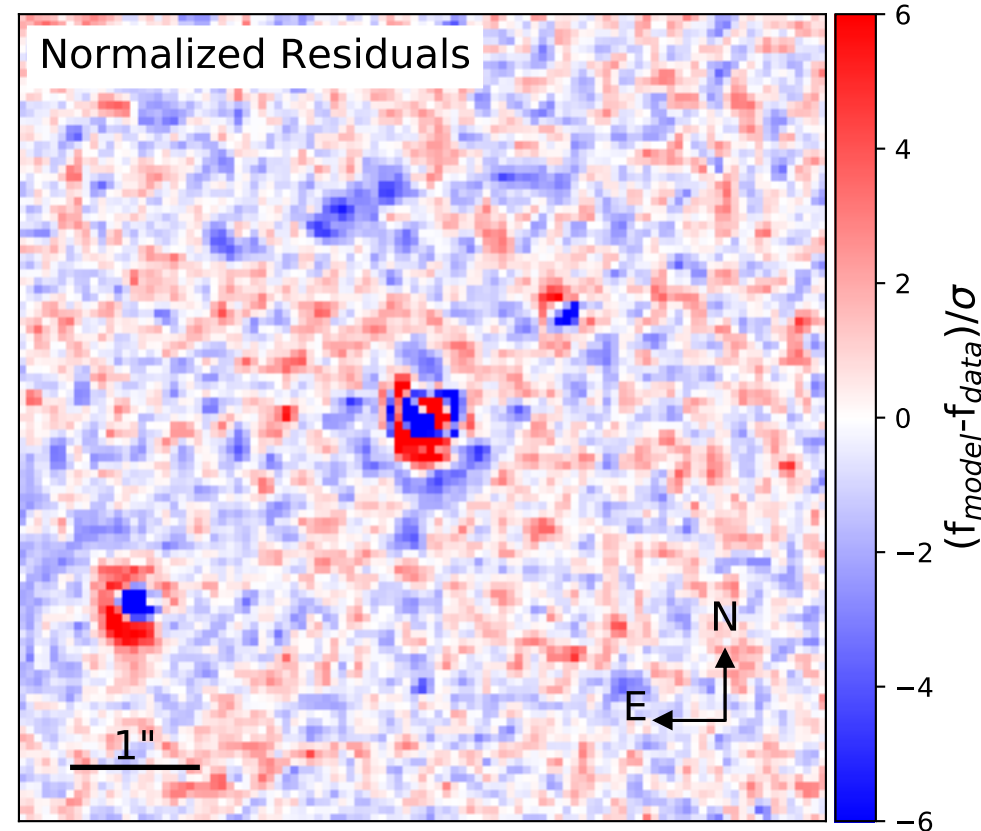 Normalized Residuals
N
E
1"
6
4
2
0
−2
−4
−6
(f_model-f_data)/σ